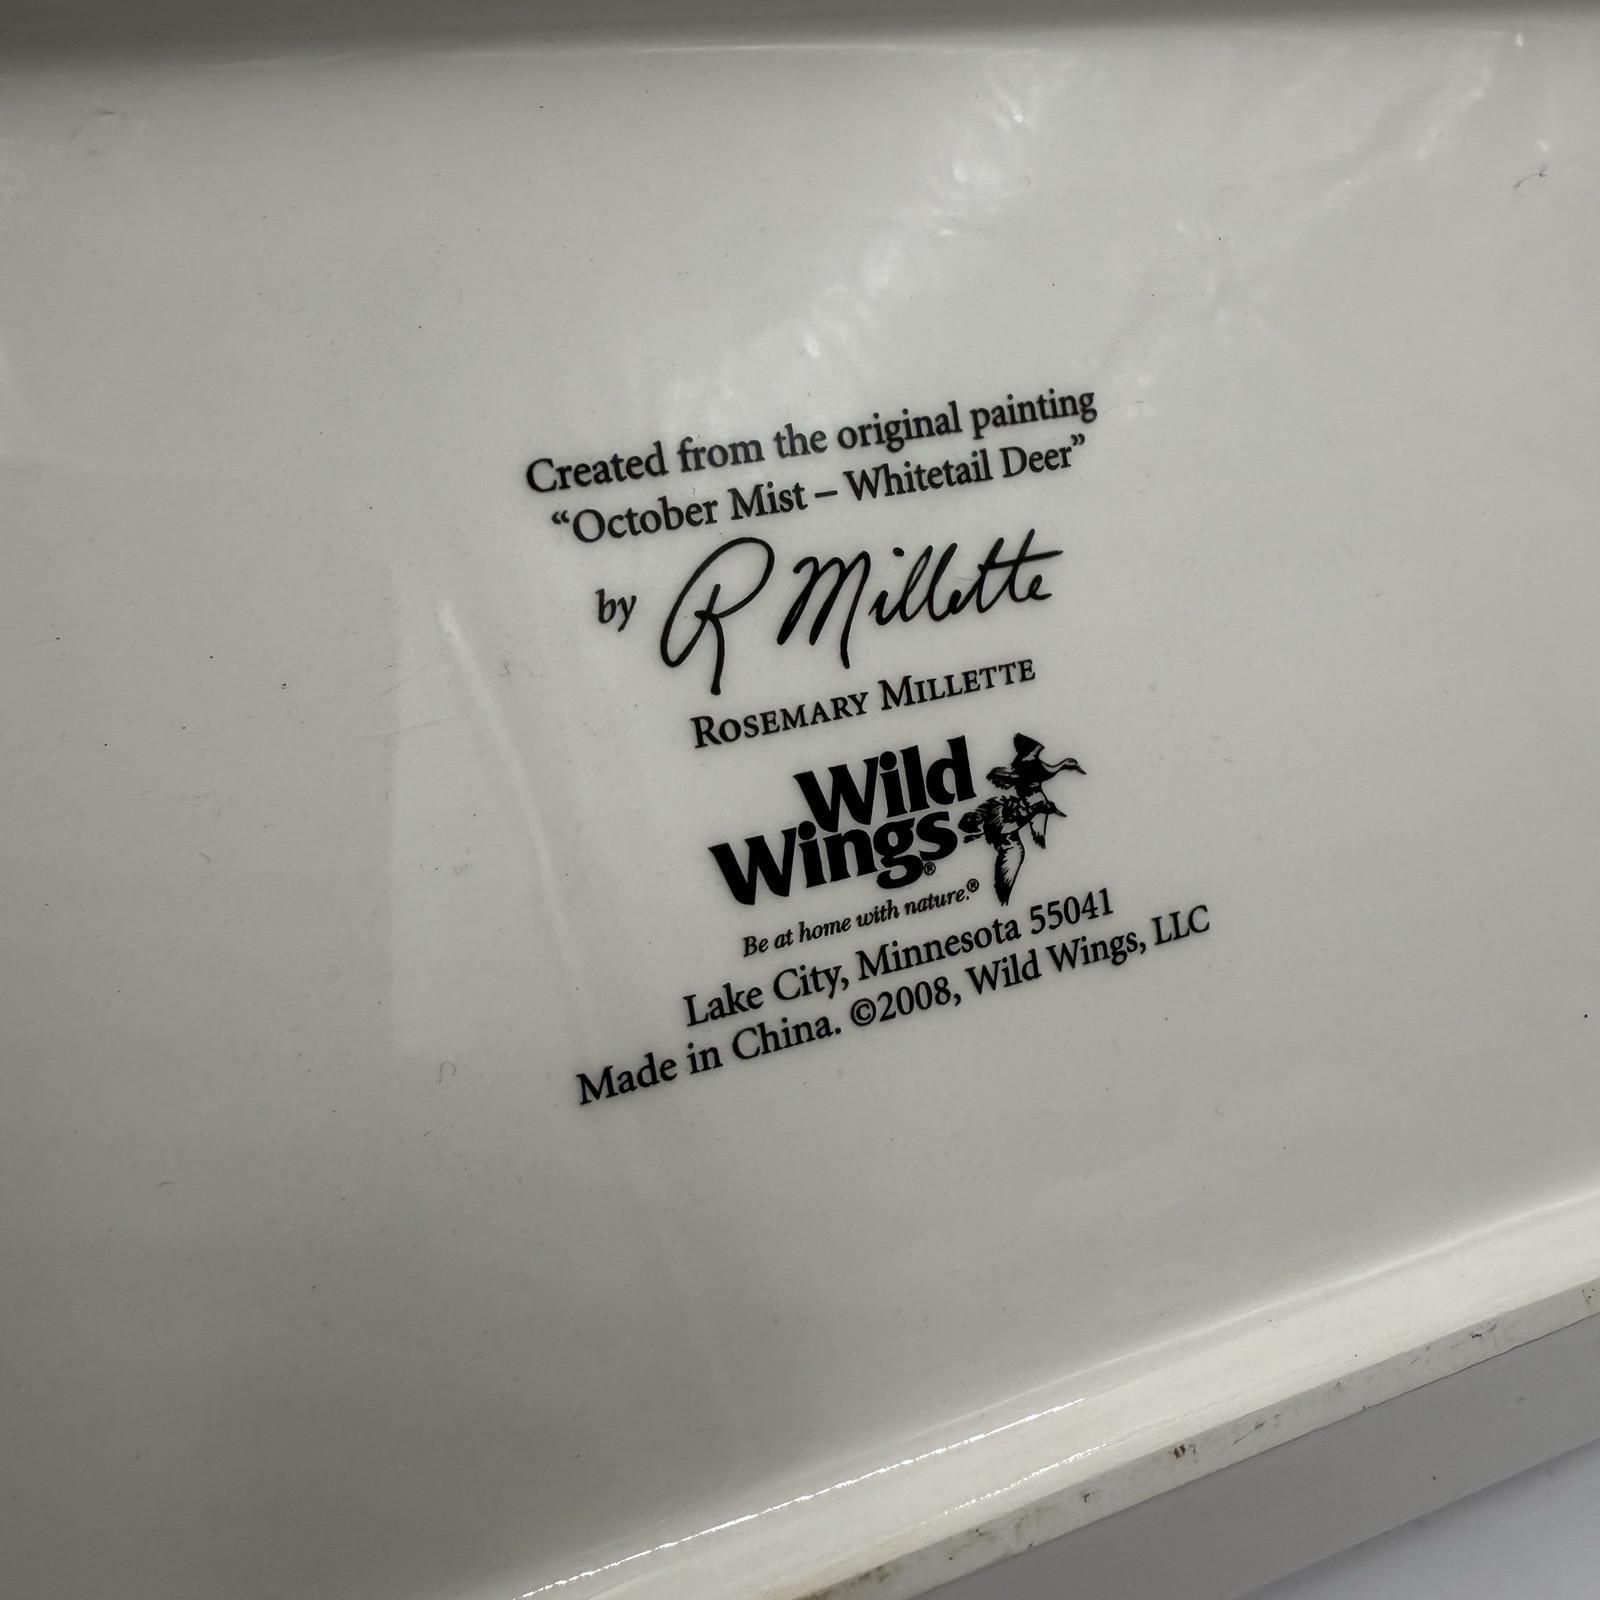 Created from the original painting
“October Mist – Whitetail Deer”
by R Millette
ROSEMARY MILLETTE
Wild
Wings®
Be at home with nature.®
Lake City, Minnesota 55041
Made in China. ©2008, Wild Wings, LLC